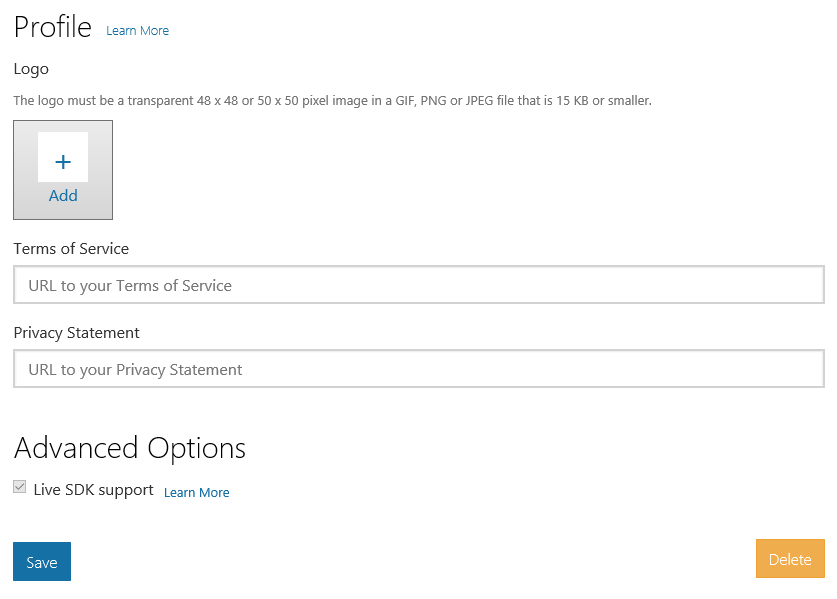 Profile Learn More
Logo
The logo must be a transparent 48 x 48 or 50 x 50 pixel image in a GIF, PNG or JPEG file that is 15 KB or smaller.
+
Add
Terms of Service
URL to your Terms of Service
Privacy Statement
URL to your Privacy Statement
Advanced Options
Live SDK support Learn More
Save Delete